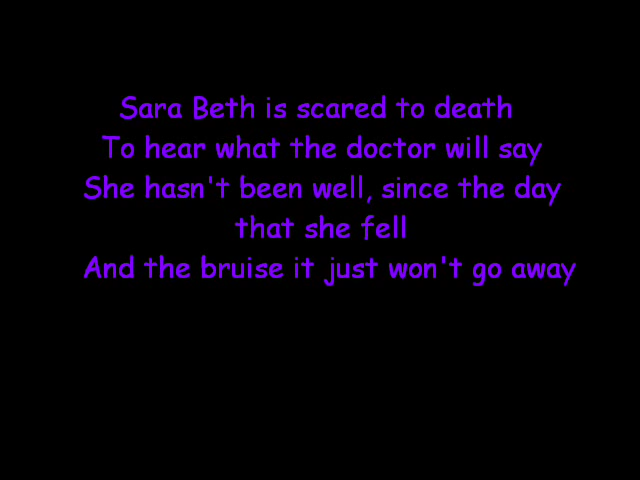 Sara Beth is scared to death
To hear what the doctor will say
She hasn't been well, since the day
that she fell
And the bruise it just won't go away